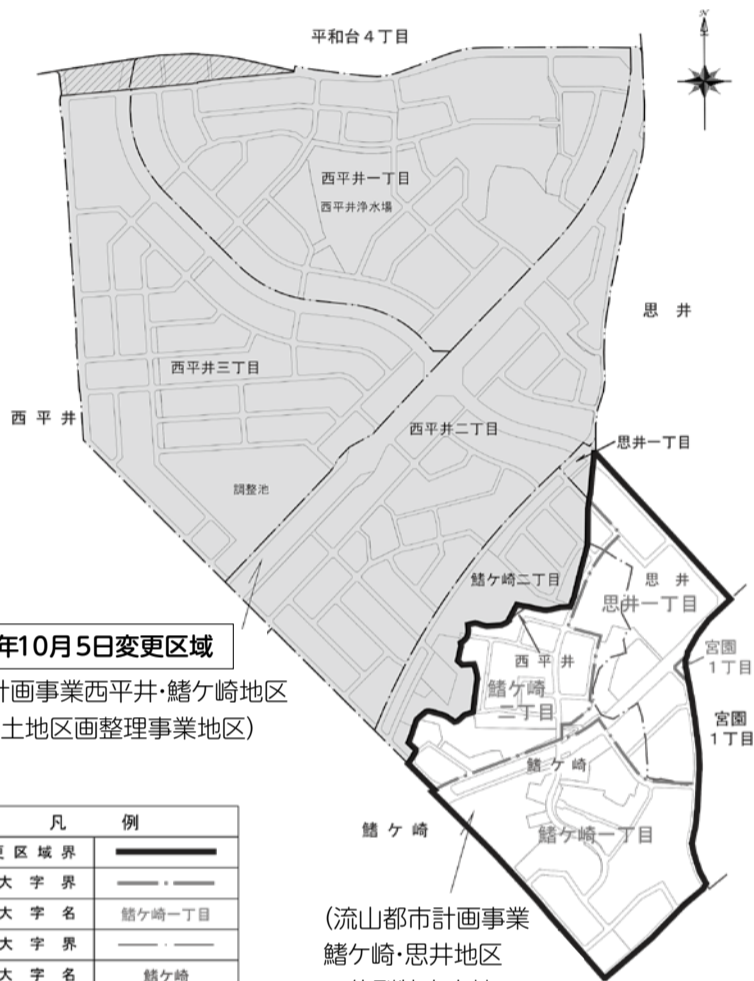 平和台4丁目
N
西平井一丁目
西平井浄水場
思井
西平井三丁目
西平井
西平井二丁目
思井一丁目
調整池
鰭ケ崎二丁目
思井
思井一丁目
年10月5日変更区域
宮園
1丁目
西平井
計画事業西平井・鰭ケ崎地区
鰭ケ崎
二丁目
土地区画整理事業地区)
宮園
1丁目
鰭ケ崎
凡例
更区域界
鰭ケ崎
鰭ケ崎一丁目
大字界
大字名 鰭ケ崎一丁目
大字界
大字名 鰭ケ崎
(流山都市計画事業
鰭ケ崎・思井地区